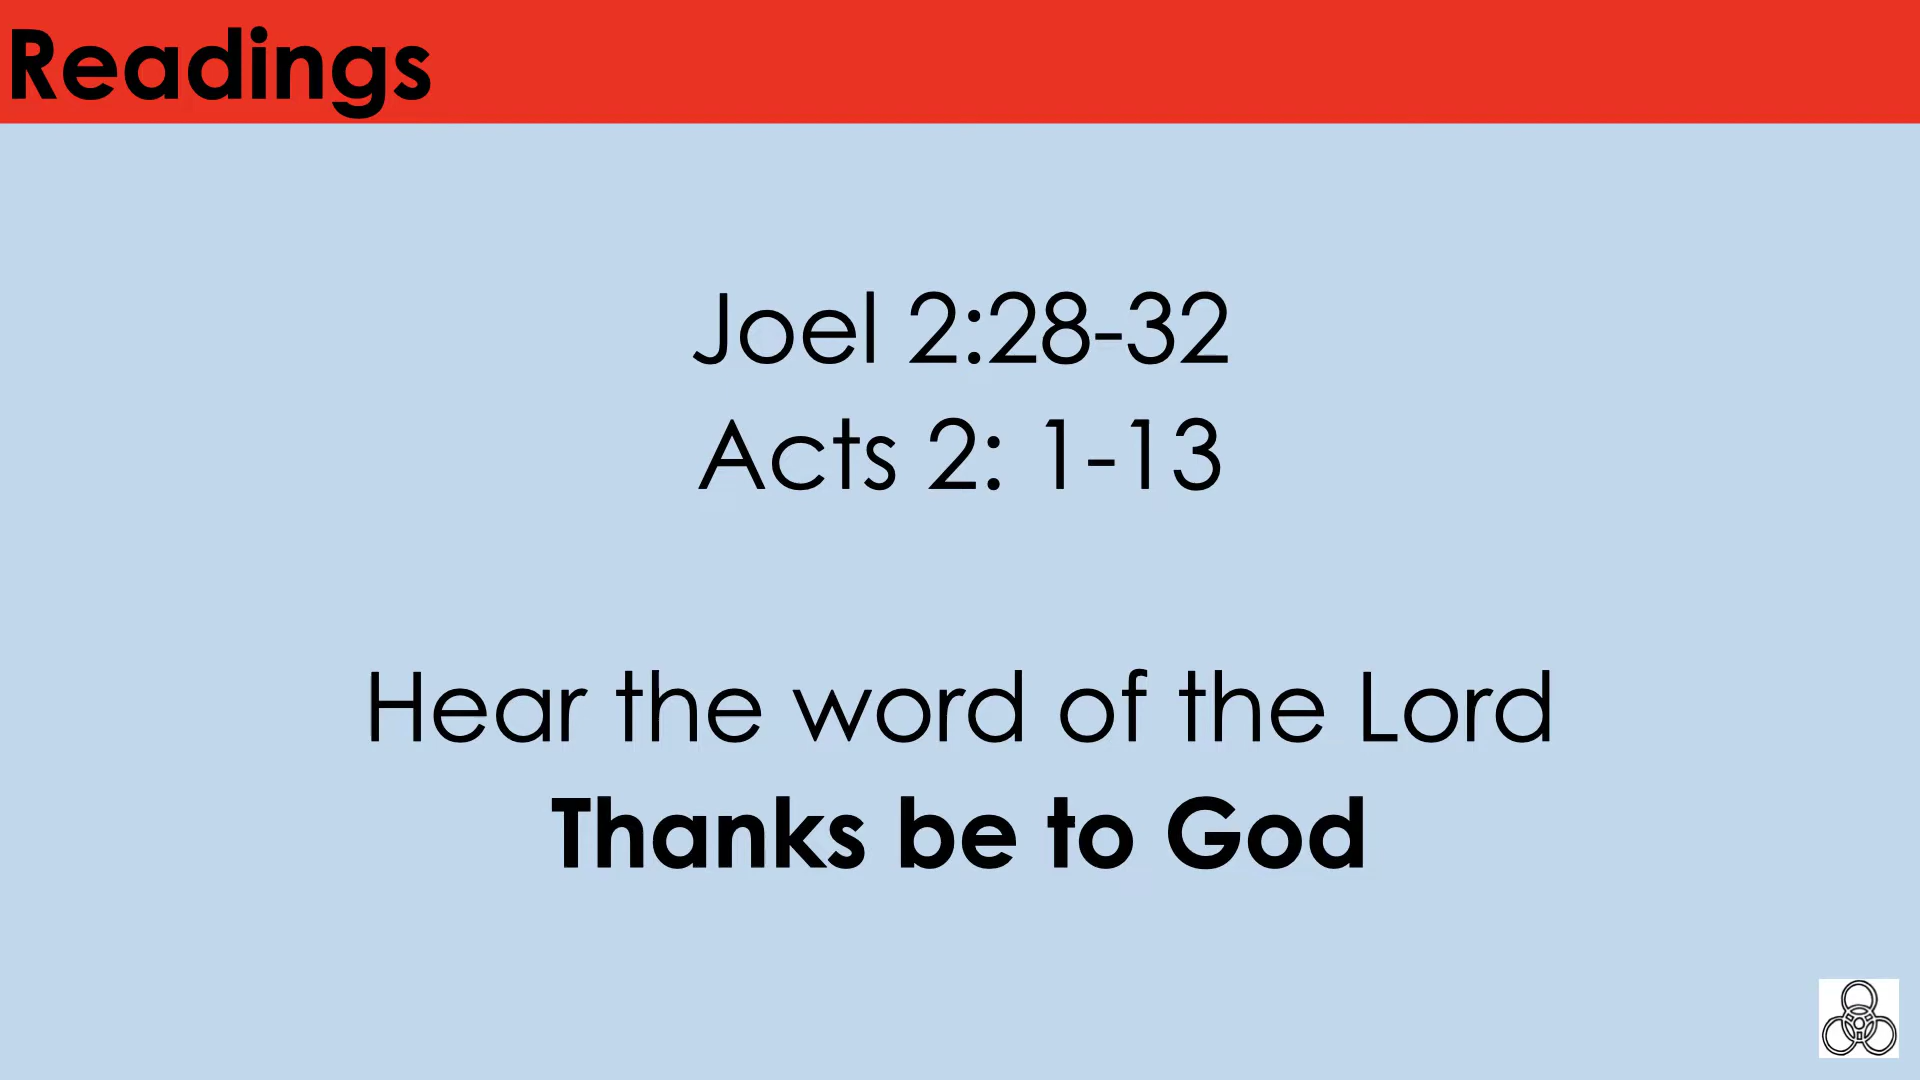 Readings
Joel 2:28-32
Acts 2: 1-13
Hear the word of the Lord
Thanks be to God